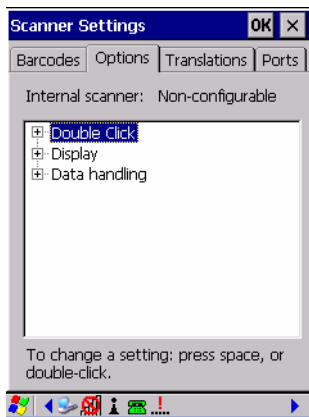 Scanner Settings OK
Barcodes Options Translations Ports
Internal scanner: Non-configurable
Double Click
Display
Data handling
To change a setting: press space, or
double-click.